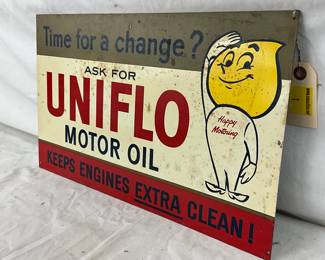 Time for a change?
ASK FOR
UNIFLO
MOTOR OIL
Happy
Motoring
KEEPS ENGINES EXTRA CLEAN!